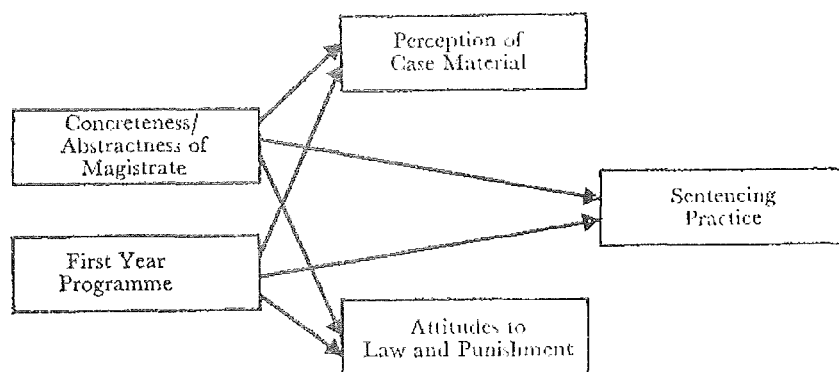 Perception of
Case Material
Concreteness/
Abstractness of
Magistrate
Sentencing
Practice
First Year
Programme
Attitudes to
Law and Punishment